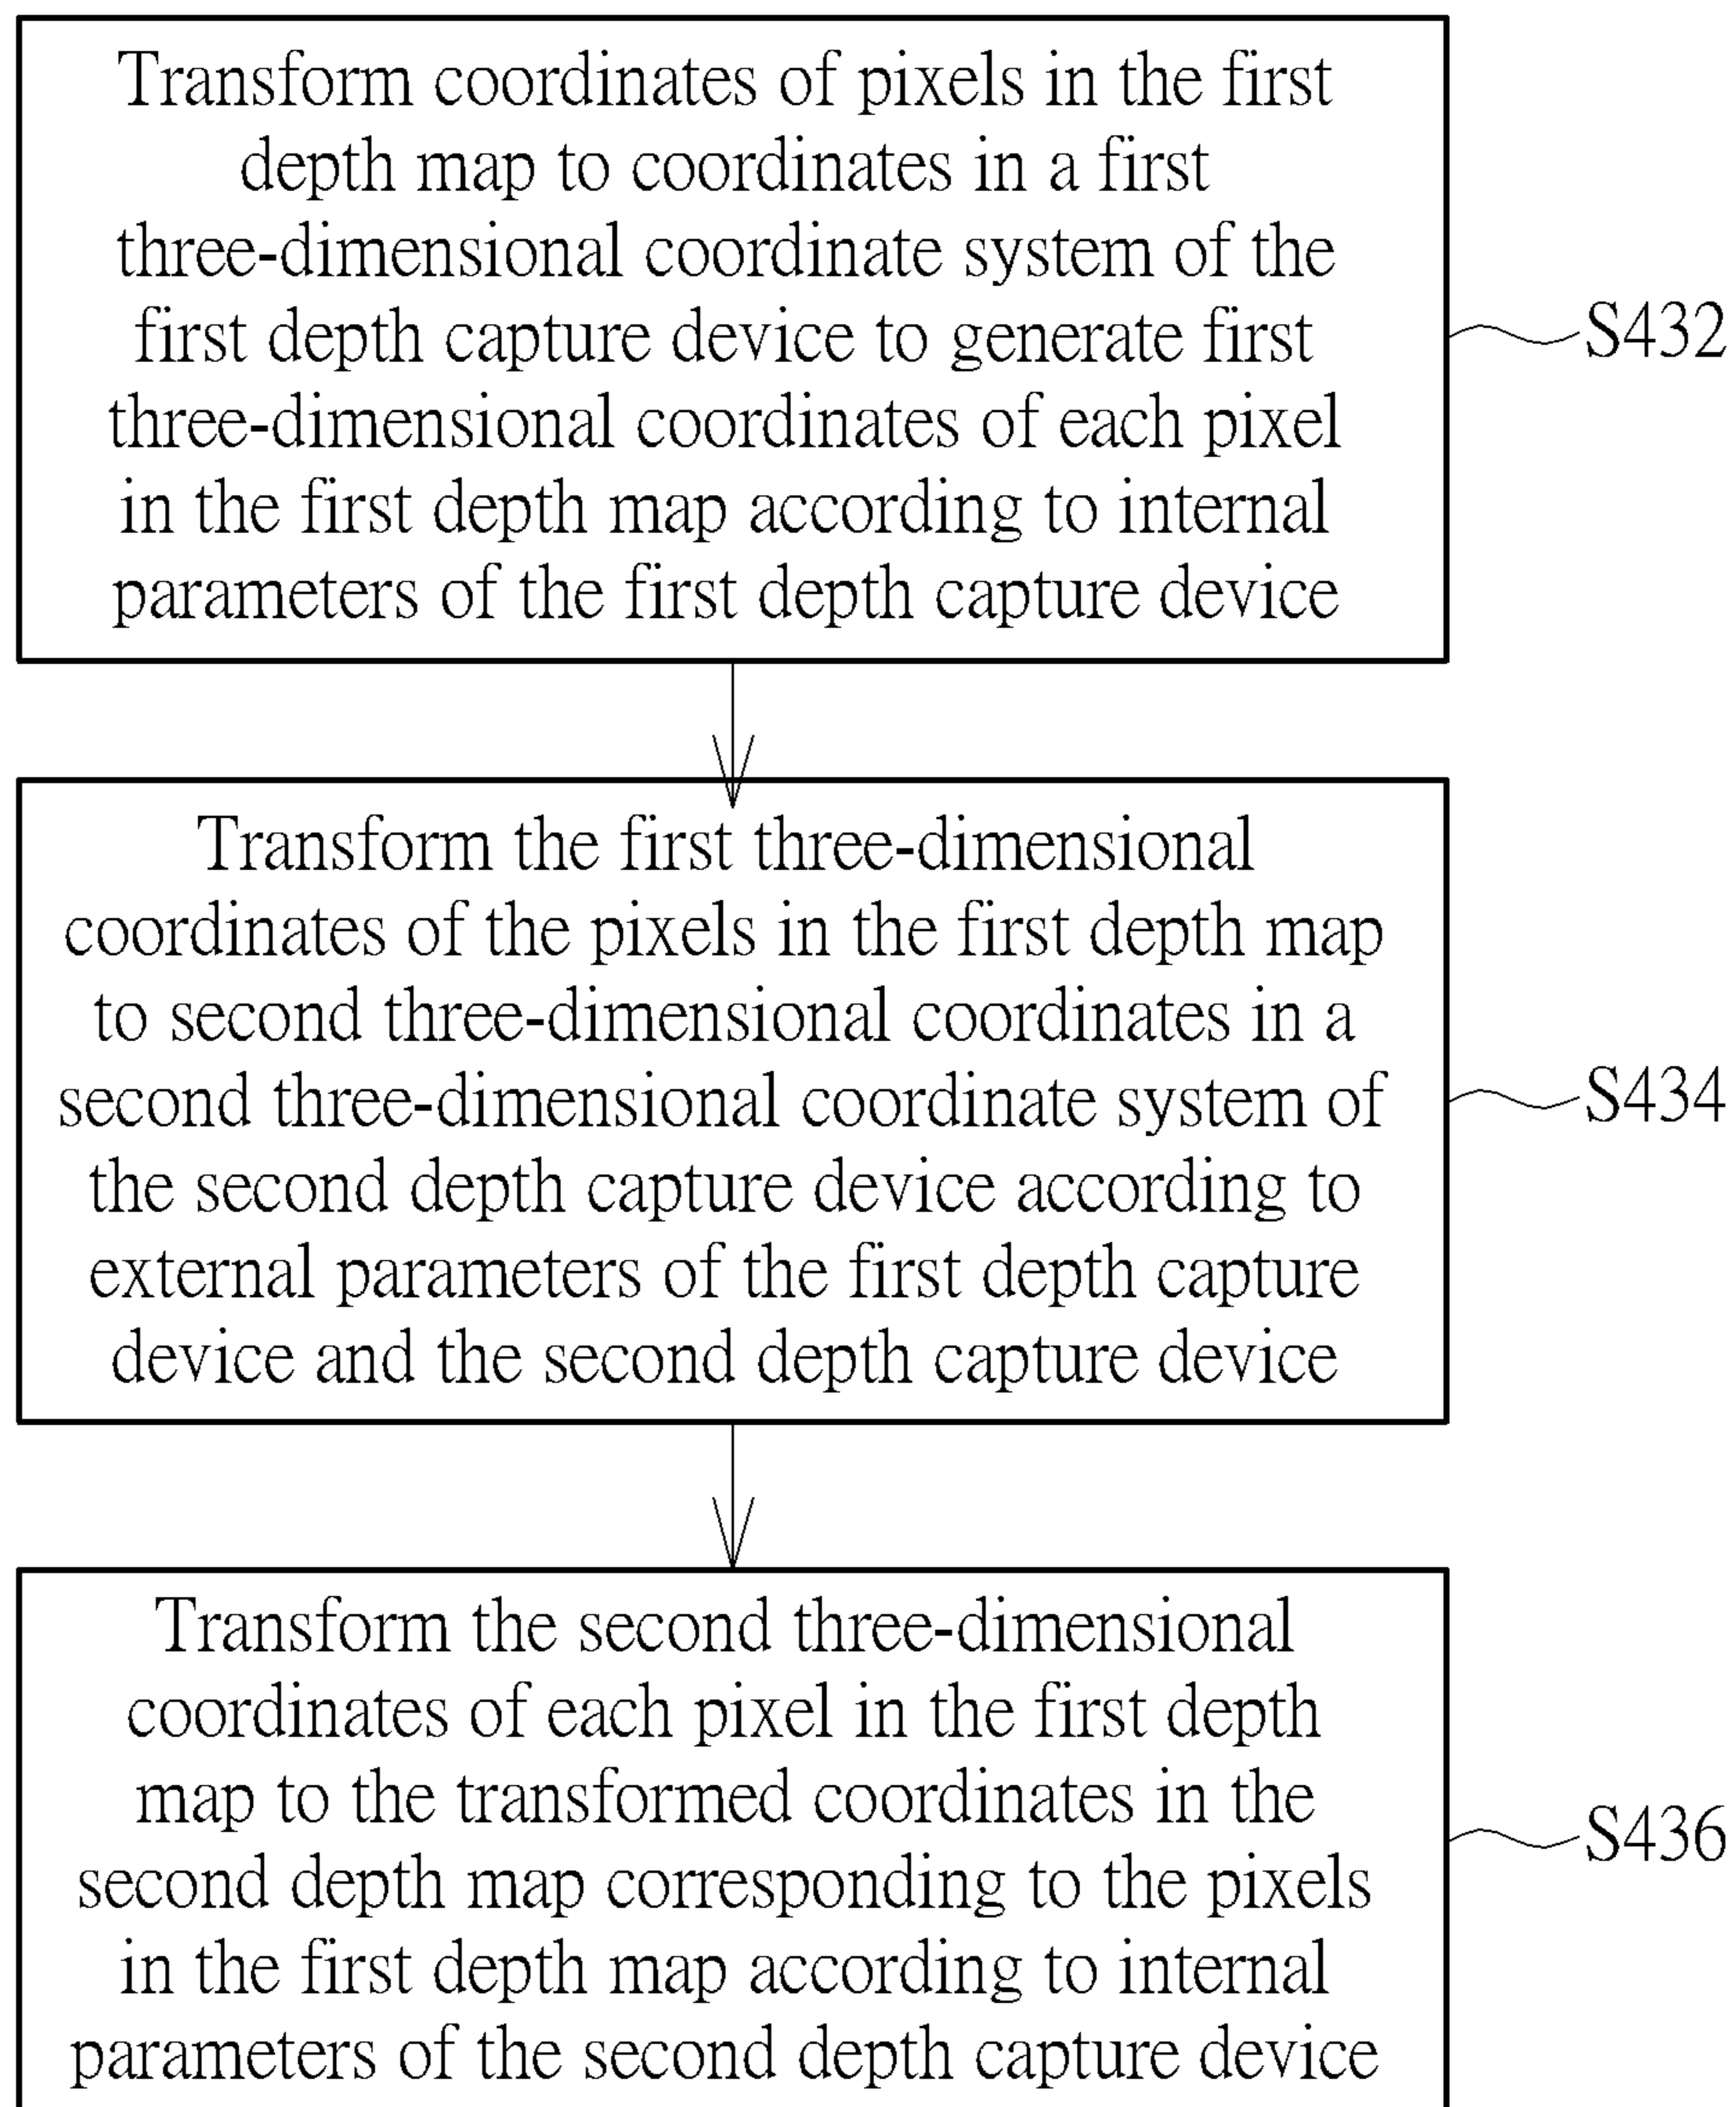 Transform coordinates of pixels in the first
depth map to coordinates in a first
three-dimensional coordinate system of the
first depth capture device to generate first
three-dimensional coordinates of each pixel
in the first depth map according to internal
parameters of the first depth capture device
S432
Transform the first three-dimensional
coordinates of the pixels in the first depth map
to second three-dimensional coordinates in a
second three-dimensional coordinate system of
the second depth capture device according to
external parameters of the first depth capture
device and the second depth capture device
S434
Transform the second three-dimensional
coordinates of each pixel in the first depth
map to the transformed coordinates in the
second depth map corresponding to the pixels
in the first depth map according to internal
parameters of the second depth capture device
S436